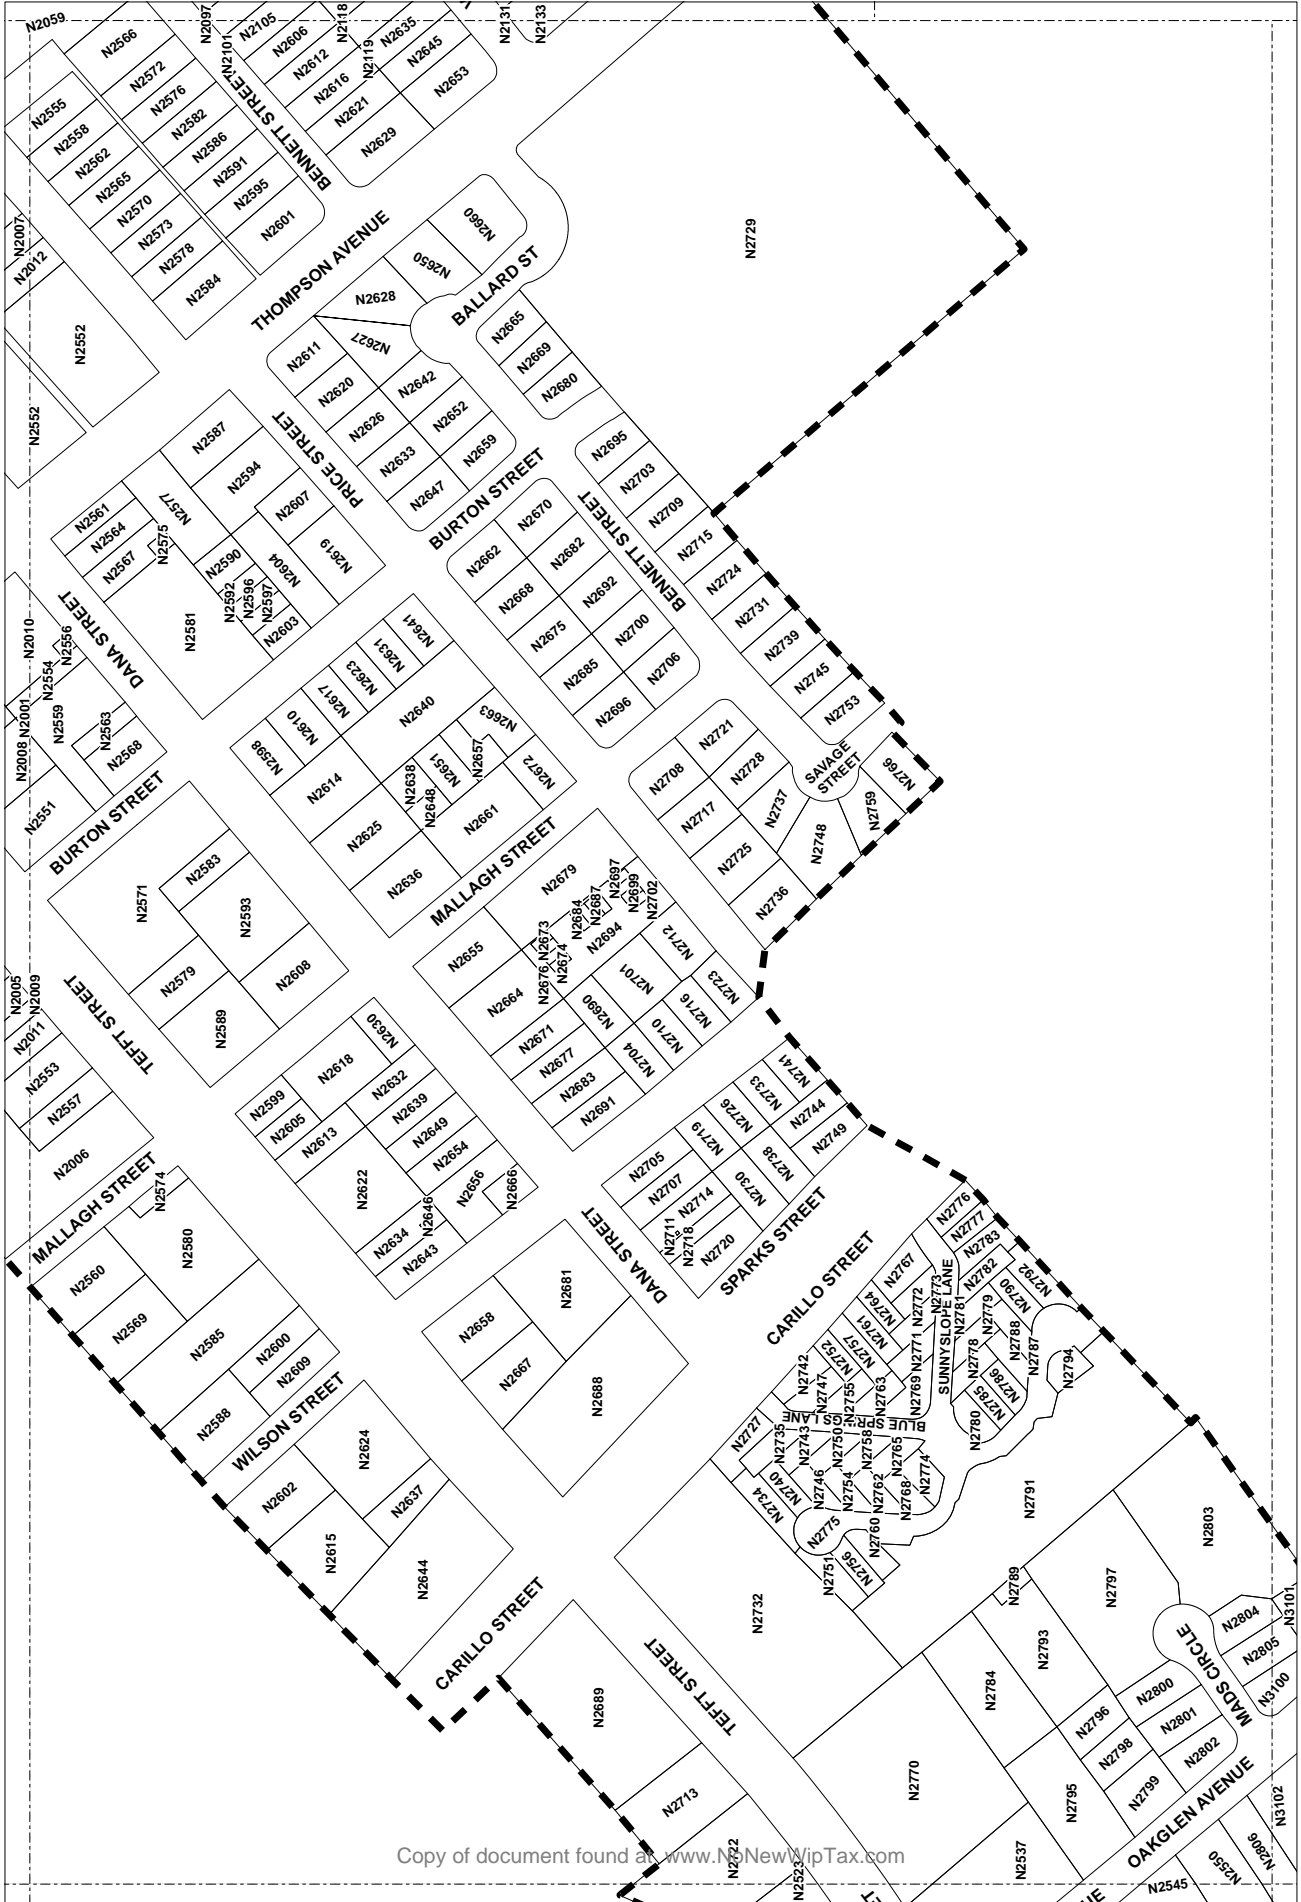 N2059
N2566
N2097
N2105
N2101
N2606
N2118
N2612
N2119
N2635
N2645
N2131
N2133
N2572
N2616
N2653
N2576
N2621
N2555
N2582
N2629
N2558
N2586
BENNETT STREET
N2562
N2591
N2565
N2595
N2570
N2601
N2573
N2578
N2584
N2007
N2012
N2552
N2552
THOMPSON AVENUE
N2660
N2650
N2628
BALLARD ST
N2729
N2627
N2611
N2665
N2669
N2620
N2642
N2680
N2626
N2652
N2587
PRICE STREET
N2633
N2659
N2695
N2594
N2647
BURTON STREET
N2703
N2577
N2607
N2561
N2709
N2564
N2575
N2619
N2670
BENNETT STREET
N2567
N2590
N2604
N2662
N2682
N2715
N2592
N2596
N2597
N2668
N2692
N2724
N2581
N2603
N2675
N2700
N2731
DANA STREET
N2010
N2556
N2641
N2685
N2706
N2739
N2554
N2631
N2745
N2001
N2559
N2623
N2696
N2753
N2008
N2563
N2617
N2640
N2663
N2568
N2610
N2721
SAVAGE
STREET
N2598
N2657
N2728
N2766
N2614
N2651
N2672
N2708
N2551
N2638
N2648
N2737
N2759
BURTON STREET
N2625
N2661
N2717
N2748
N2583
N2636
MALLAGH STREET
N2725
N2571
N2593
N2679
N2697
N2736
N2687
N2699
N2702
N2684
N2579
N2608
N2655
N2673
N2694
N2712
N2674
N2676
N2589
N2664
N2701
N2723
TEFFT STREET
N2005
N2009
N2690
N2716
N2011
N2630
N2671
N2710
N2553
N2618
N2677
N2704
N2557
N2632
N2683
N2741
N2599
N2639
N2691
N2733
N2605
N2649
N2726
N2744
N2006
N2613
N2654
N2719
N2749
MALLAGH STREET
N2574
N2622
N2656
N2666
N2705
N2738
N2580
N2646
N2707
N2730
N2560
N2634
N2714
N2643
N2711
N2718
N2720
N2569
DANA STREET
SPARKS STREET
N2681
N2585
N2658
N2776
N2777
N2783
N2600
N2667
CARILLO STREET
N2767
N2782
N2792
N2609
N2773
N2790
N2588
N2688
N2764
N2772
SUNNYSLOPE LANE
N2781
N2779
WILSON STREET
N2761
N2771
N2788
N2787
N2757
N2778
N2752
N2769
N2786
N2794
N2742
N2763
N2785
N2747
N2755
N2780
N2624
BLUE SPRINGS LANE
N2727
N2735
N2743
N2750
N2758
N2765
N2774
N2602
N2637
N2740
N2746
N2754
N2762
N2768
N2734
N2791
N2803
N2615
N2775
N2760
N2756
N2751
N2644
N2789
N2797
N2732
CARILLO STREET
N2793
N2804
N3101
N2805
TEFFT STREET
N2784
MADS CIRCLE
N3100
N2689
N2800
N2796
N2801
N2798
N2802
N2770
N2799
N2713
N2795
OAKGLEN AVENUE
N3102
N2537
N2806
N2550
N2545
N2523
Copy of document found at www.NoNewWipTax.com